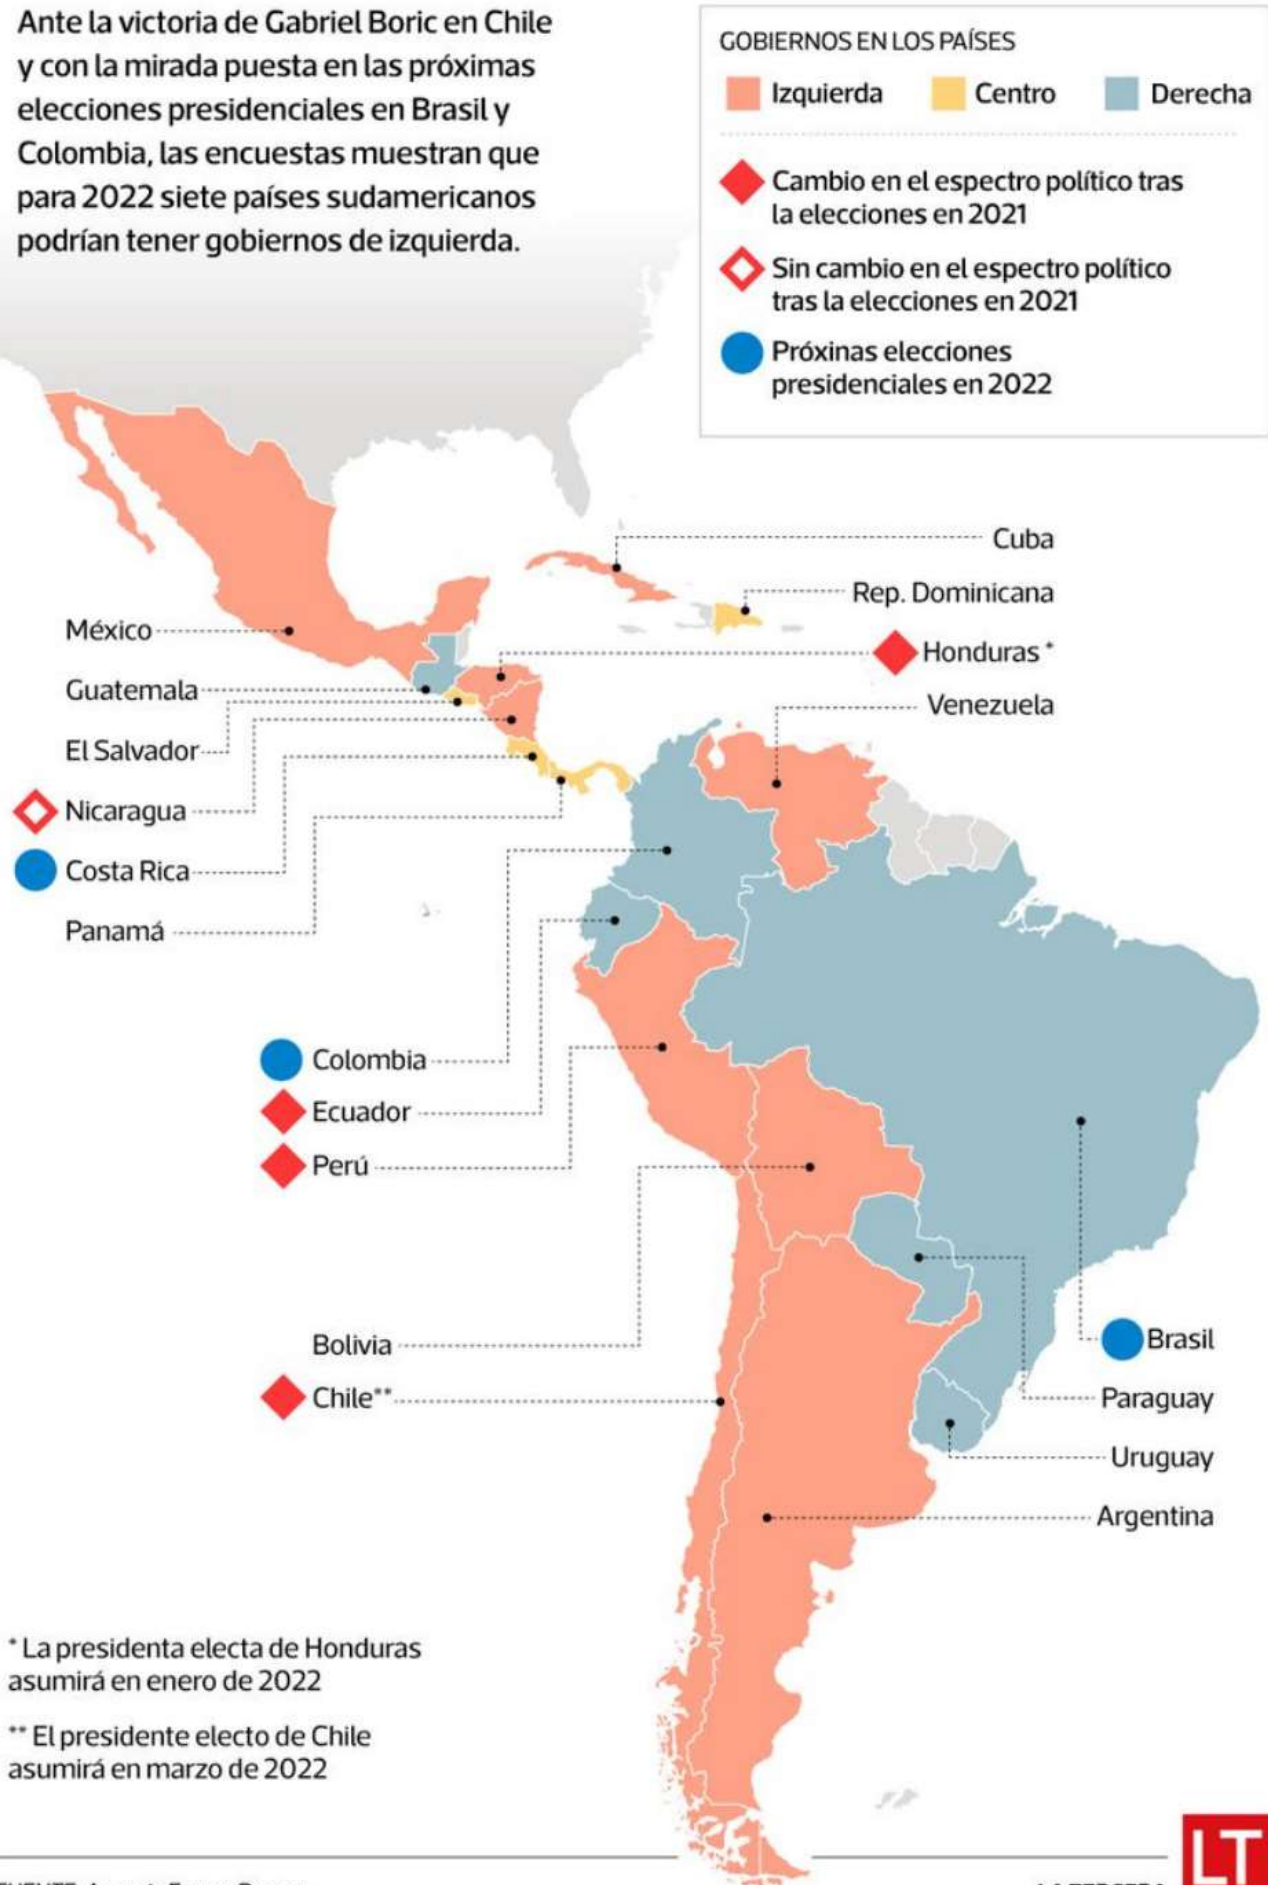 Ante la victoria de Gabriel Boric en Chile
y con la mirada puesta en las próximas
elecciones presidenciales en Brasil y
Colombia, las encuestas muestran que
para 2022 siete países sudamericanos
podrían tener gobiernos de izquierda.
GOBIERNOS EN LOS PAÍSES
Izquierda Centro Derecha
Cambio en el espectro político tras
la elecciones en 2021
Sin cambio en el espectro político
tras la elecciones en 2021
Próxinas elecciones
presidenciales en 2022
Cuba
Rep. Dominicana
Honduras *
Venezuela
México
Guatemala
El Salvador
Nicaragua
Costa Rica
Panamá
Colombia
Ecuador
Perú
Bolivia
Chile**
Brasil
Paraguay
Uruguay
Argentina
* La presidenta electa de Honduras
asumirá en enero de 2022
** El presidente electo de Chile
asumirá en marzo de 2022
LT
LA TERCERA